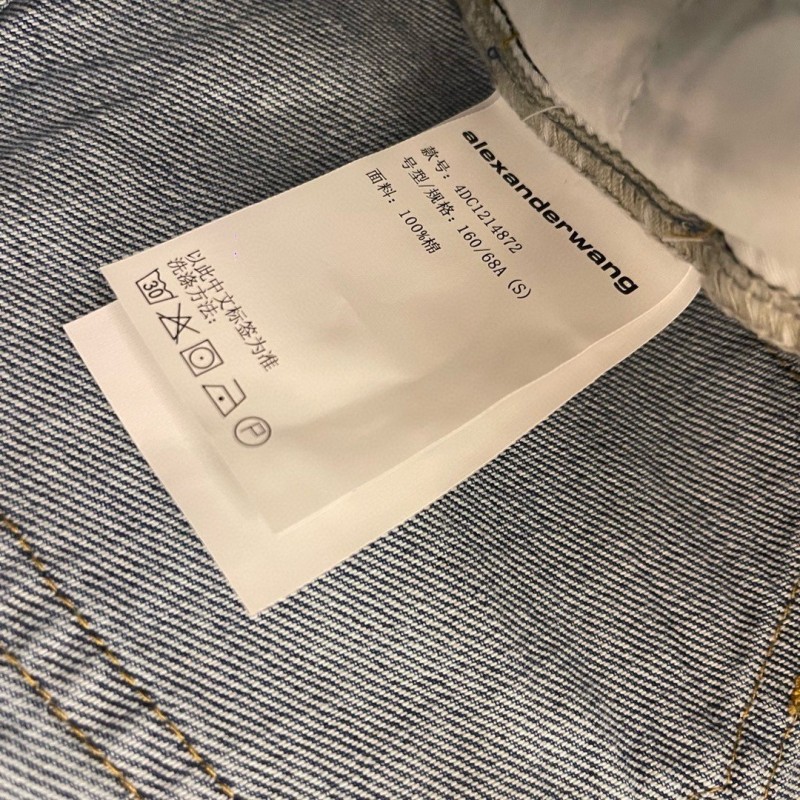 alexanderwang
款号: 4DC1214872
号型/规格: 160/68A (S)
面料: 100%棉
以此中文标签为准
洗涤方法:
30
P